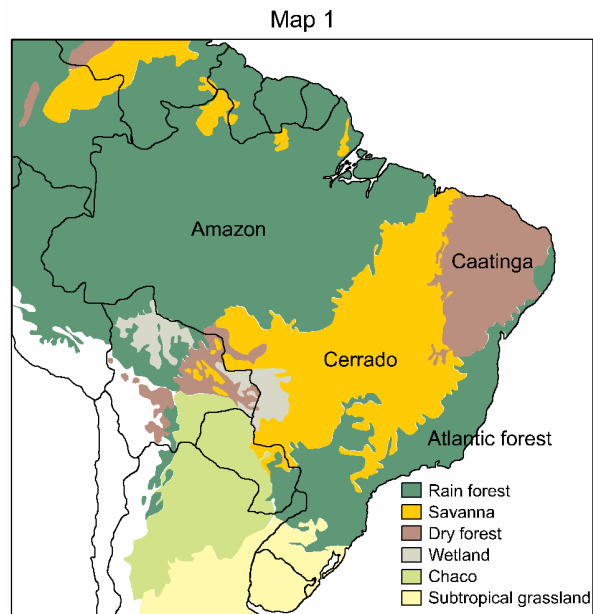 Map 1
Amazon
Caatinga
Cerrado
Atlantic forest
Rain forest
Savanna
Dry forest
Wetland
Chaco
Subtropical grassland